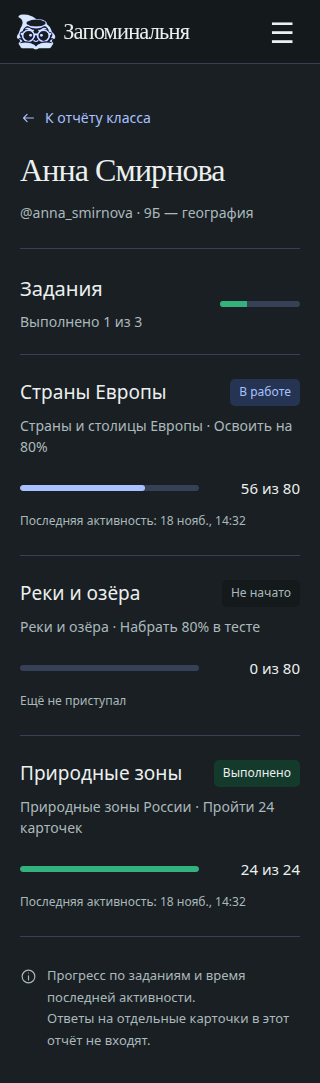 Запоминальня
← К отчёту класса
Анна Смирнова
@anna_smirnova · 9Б — география
Задания
Выполнено 1 из 3
Страны Европы
В работе
Страны и столицы Европы · Освоить на
80%
56 из 80
Последняя активность: 18 нояб., 14:32
Реки и озёра
Не начато
Реки и озёра · Набрать 80% в тесте
0 из 80
Ещё не приступал
Природные зоны
Выполнено
Природные зоны России · Пройти 24
карточек
24 из 24
Последняя активность: 18 нояб., 14:32
Прогресс по заданиям и время
последней активности.
Ответы на отдельные карточки в этот
отчёт не входят.